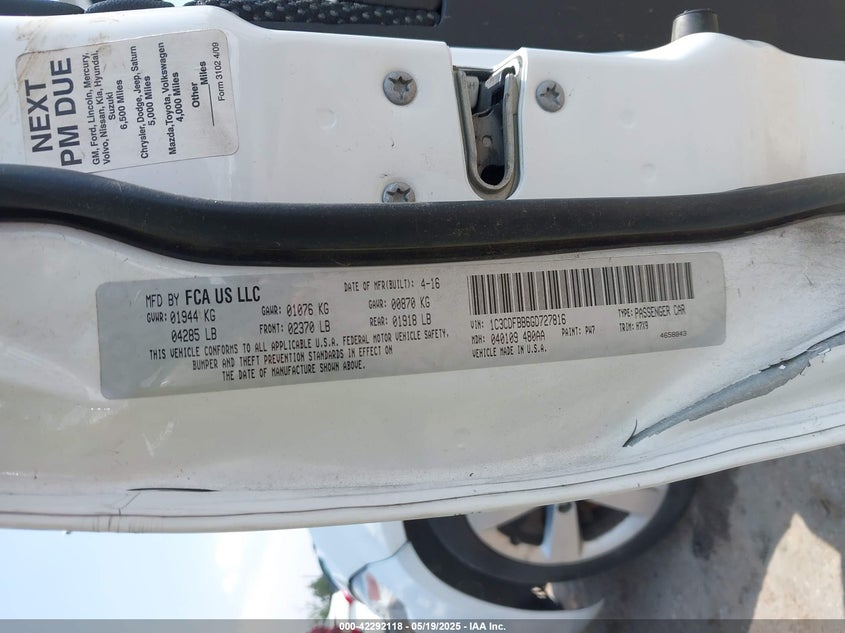 NEXT
PM DUE
GM, Ford, Lincoln, Mercury,
Volvo, Nissan, Kia, Hyundai,
Suzuki
6,500 Miles
Chrysler, Dodge, Jeep, Saturn
5,000 Miles
Mazda, Toyota, Volkswagen
4,000 Miles
Other
Miles
Form 3102 4/09
MFD BY FCA US LLC
DATE OF MFR(BUILT): 4-16
GVWR: 01944 KG
04285 LB
GAWR: 01076 KG
FRONT: 02370 LB
GAWR: 00870 KG
REAR: 01918 LB
THIS VEHICLE CONFORMS TO ALL APPLICABLE U.S.A. FEDERAL MOTOR VEHICLE SAFETY,
BUMPER AND THEFT PREVENTION STANDARDS IN EFFECT ON
THE DATE OF MANUFACTURE SHOWN ABOVE.
VIN: 1C3CDFBB6GD727816
TYPE: PASSENGER CAR
MDH: 040109 480AA
PAINT: PW7
TRIM: H7X9
VEHICLE MADE IN U.S.A.
4658843
000-42292118 - 05/19/2025 - IAA Inc.